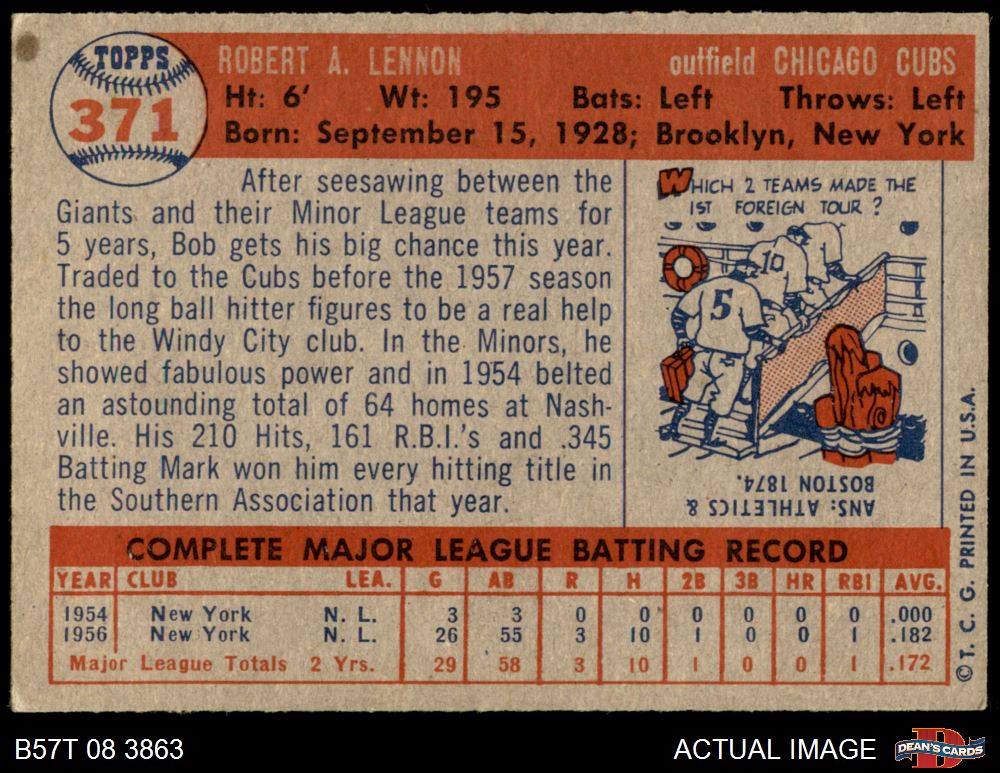 TOPPS
371
ROBERT A. LENNON outfield CHICAGO CUBS
Ht: 6' Wt: 195 Bats: Left Throws: Left
Born: September 15, 1928; Brooklyn, New York
After seesawing between the
Giants and their Minor League teams for
5 years, Bob gets his big chance this year.
Traded to the Cubs before the 1957 season
the long ball hitter figures to be a real help
to the Windy City club. In the Minors, he
showed fabulous power and in 1954 belted
an astounding total of 64 homes at Nash-
ville. His 210 Hits, 161 R.B.I.'s and .345
Batting Mark won him every hitting title in
the Southern Association that year.
WHICH 2 TEAMS MADE THE
1ST FOREIGN TOUR ?
10
5
ANS: ATHLETICS &
BOSTON 1874.
©T. C. G. PRINTED IN U.S.A.
COMPLETE MAJOR LEAGUE BATTING RECORD
YEAR CLUB LEA. G AB R H 2B 3B HR RBI AVG.
1954 New York N. L. 3 3 0 0 0 0 0 0 .000
1956 New York N. L. 26 55 3 10 1 0 0 1 .182
Major League Totals 2 Yrs. 29 58 3 10 1 0 0 1 .172
B57T 08 3863 ACTUAL IMAGE
D
DEAN'S CARDS